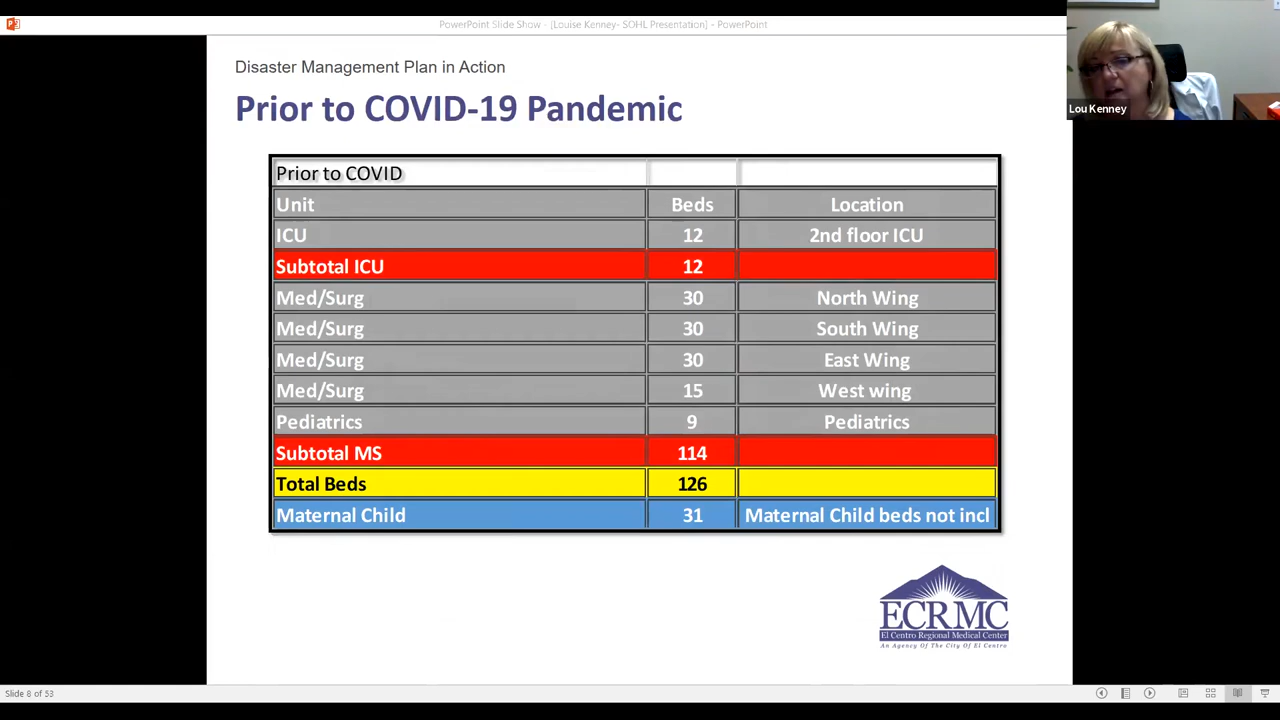 PowerPoint Slide Show - [Louise Kenney- SOHL Presentation] - PowerPoint
Lou Kenney
Disaster Management Plan in Action
Prior to COVID-19 Pandemic
Prior to COVID
Unit Beds Location
ICU 12 2nd floor ICU
Subtotal ICU 12
Med/Surg 30 North Wing
Med/Surg 30 South Wing
Med/Surg 30 East Wing
Med/Surg 15 West wing
Pediatrics 9 Pediatrics
Subtotal MS 114
Total Beds 126
Maternal Child 31 Maternal Child beds not incl
ECRMC
El Centro Regional Medical Center
An Agency Of The City Of El Centro
Slide 8 of 53